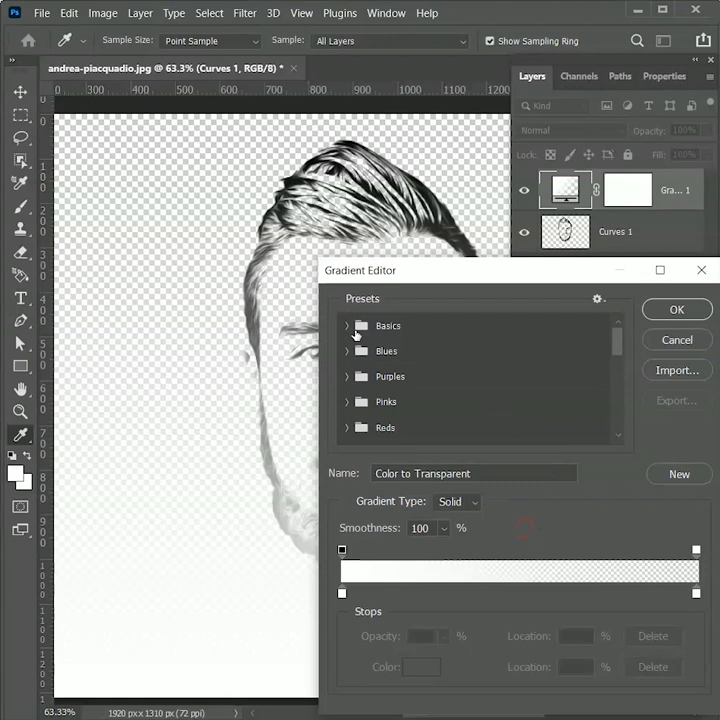 Ps File Edit Image Layer Type Select Filter 3D View Plugins Window Help
Sample Size: Point Sample Sample: All Layers Show Sampling Ring
andrea-piacquadio.jpg @ 63.3% (Curves 1, RGB/8) *
300 400 500 600 700 800 900 1000 1100 1200
Layers Channels Paths Properties
Kind
Normal Opacity: 100%
Lock: Fill: 100%
Gra... 1
Curves 1
Gradient Editor
Presets
Basics
Blues
Purples
Pinks
Reds
OK
Cancel
Import...
Export...
Name: Color to Transparent New
Gradient Type: Solid
Smoothness: 100 %
Stops
Opacity: % Location: % Delete
Color: Location: % Delete
63.33% 1920 px x 1310 px (72 ppi)